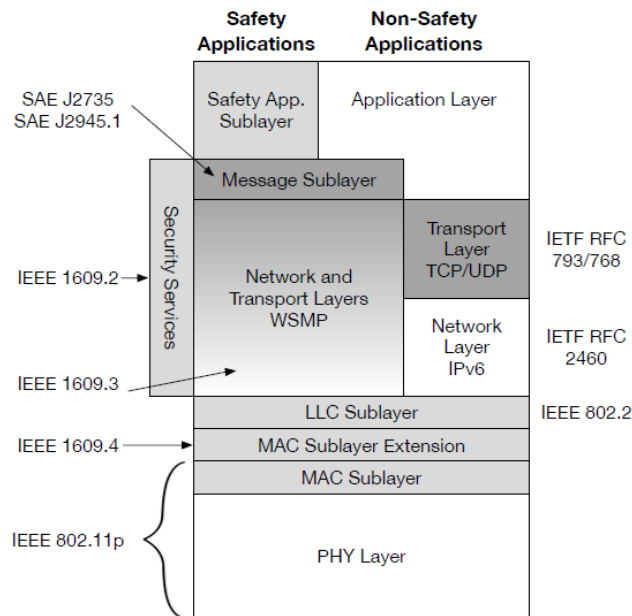 Safety
Applications
Non-Safety
Applications
SAE J2735
SAE J2945.1
Safety App.
Sublayer
Application Layer
Message Sublayer
Security Services
IEEE 1609.2
Network and
Transport Layers
WSMP
Transport
Layer
TCP/UDP
IETF RFC
793/768
Network
Layer
IPv6
IETF RFC
2460
IEEE 1609.3
LLC Sublayer
IEEE 802.2
IEEE 1609.4
MAC Sublayer Extension
MAC Sublayer
IEEE 802.11p
PHY Layer